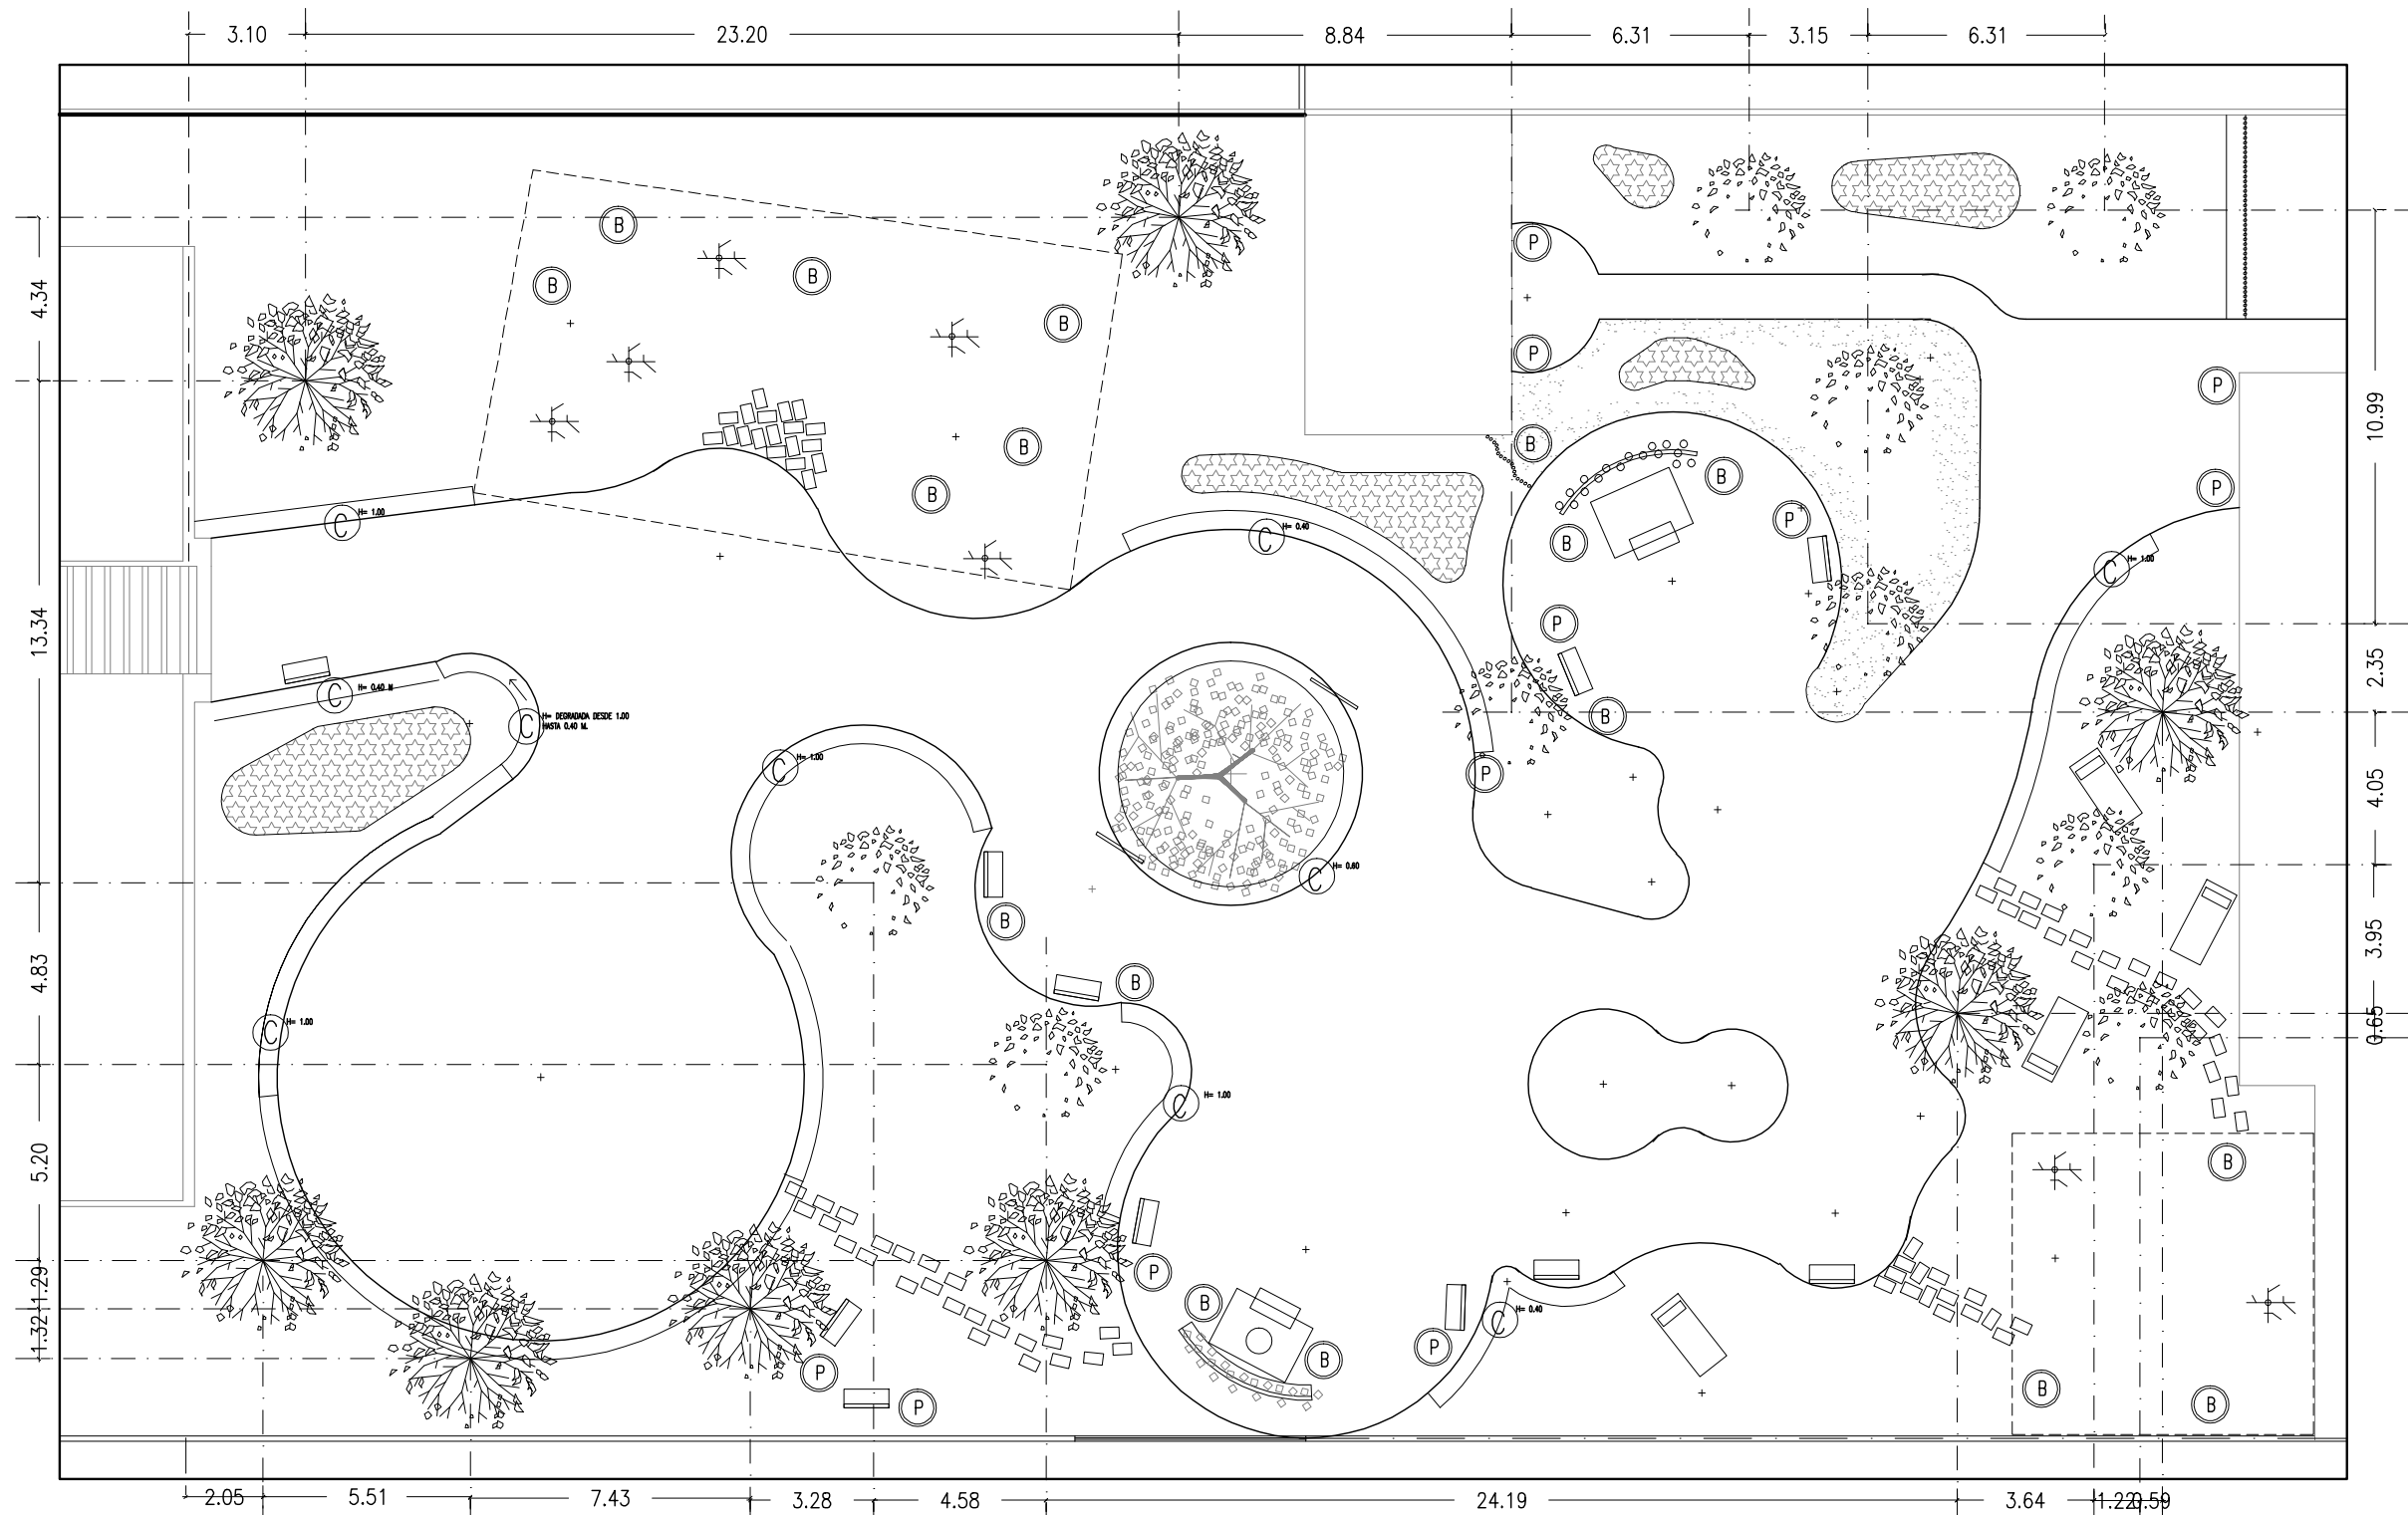 3.10 23.20 8.84 6.31 3.15 6.31
B
P
B
B
4.34
B
P
P
10.99
B
P
B
B
P
B
C H= 1.00
P
C H= 0.40
B
C H= 1.00
13.34
P
2.35
C H= 0.40 M
B
C H= DEGRADADA DESDE 1.00
HASTA 0.40 M.
C H= 1.00
P
4.05
C H= 0.60
B
3.95
4.83
B
C H= 1.00
0.65
C H= 1.00
5.20
B
P
1.29
B
C H= 0.40
1.32
P
B
P
B
P
B
2.05 5.51 7.43 3.28 4.58 24.19 3.64 1.22 0.59